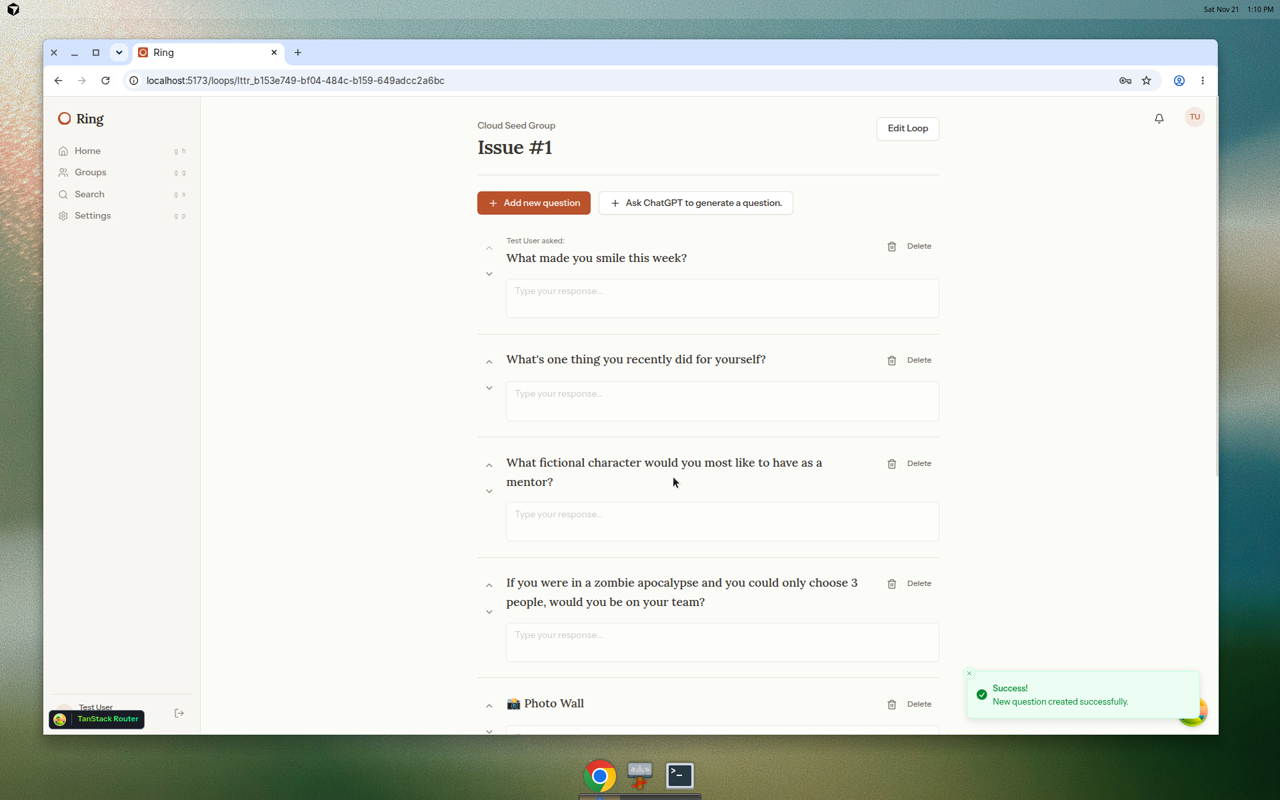 Sat Nov 21 1:10 PM
Ring
localhost:5173/loops/lttr_b153e749-bf04-484c-b159-649adcc2a6bc
Ring
Home g h
Groups g g
Search g s
Settings g p
Test User
TanStack Router
TU
Cloud Seed Group
Issue #1
Edit Loop
Add new question
Ask ChatGPT to generate a question.
Test User asked:
What made you smile this week?
Delete
Type your response...
What's one thing you recently did for yourself?
Delete
Type your response...
What fictional character would you most like to have as a
mentor?
Delete
Type your response...
If you were in a zombie apocalypse and you could only choose 3
people, would you be on your team?
Delete
Type your response...
📸 Photo Wall
Delete
Success!
New question created successfully.